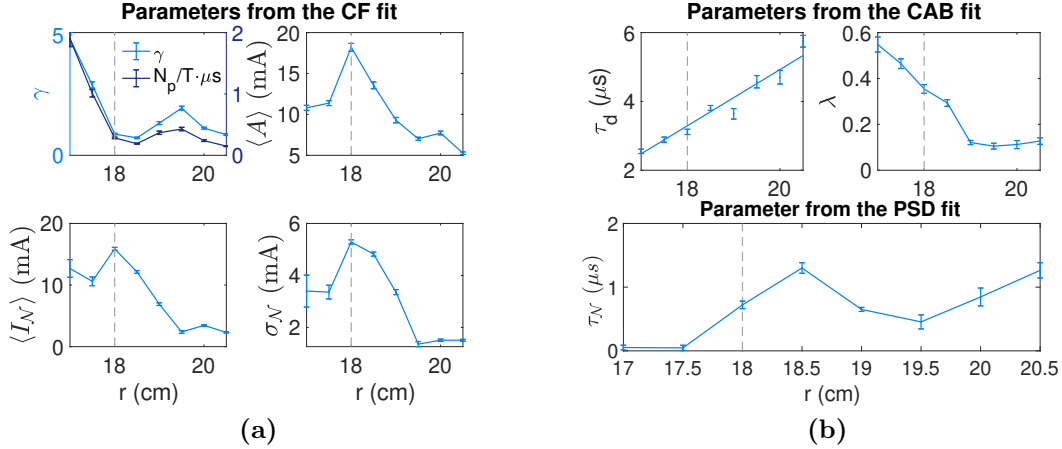 Parameters from the CF fit
5
0
γ
γ
N_p/T·μs
2
1
0
18
20
⟨A⟩ (mA)
20
15
10
5
18
20
⟨I_𝒩⟩ (mA)
20
10
0
18
20
r (cm)
σ_𝒩 (mA)
6
4
2
18
20
r (cm)
(a)
Parameters from the CAB fit
τ_d (μs)
6
4
2
18
20
λ
0.6
0.4
0.2
0
18
20
Parameter from the PSD fit
τ_𝒩 (μs)
2
1
0
17
17.5
18
18.5
19
19.5
20
20.5
r (cm)
(b)